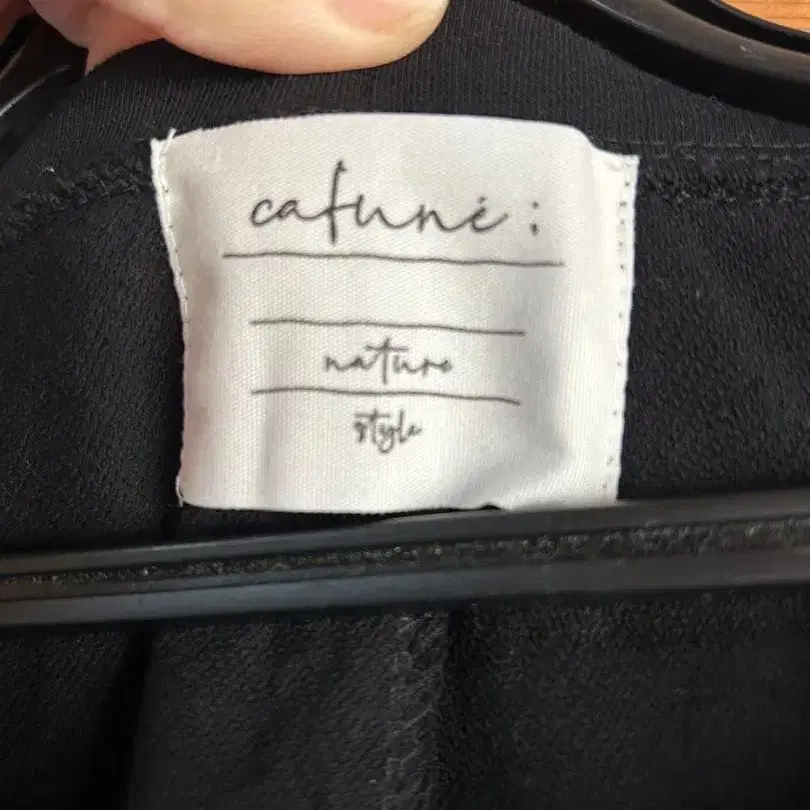 cafuné :
nature
style